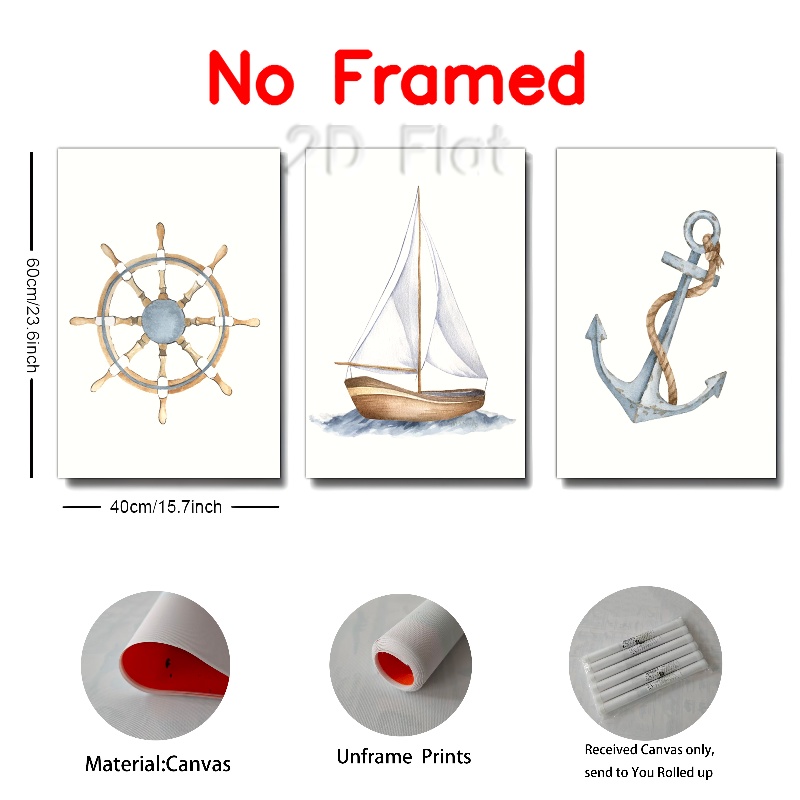 No Framed
2D Flat
60cm/23.6inch
40cm/15.7inch
Material:Canvas
Unframe Prints
Received Canvas only,
send to You Rolled up